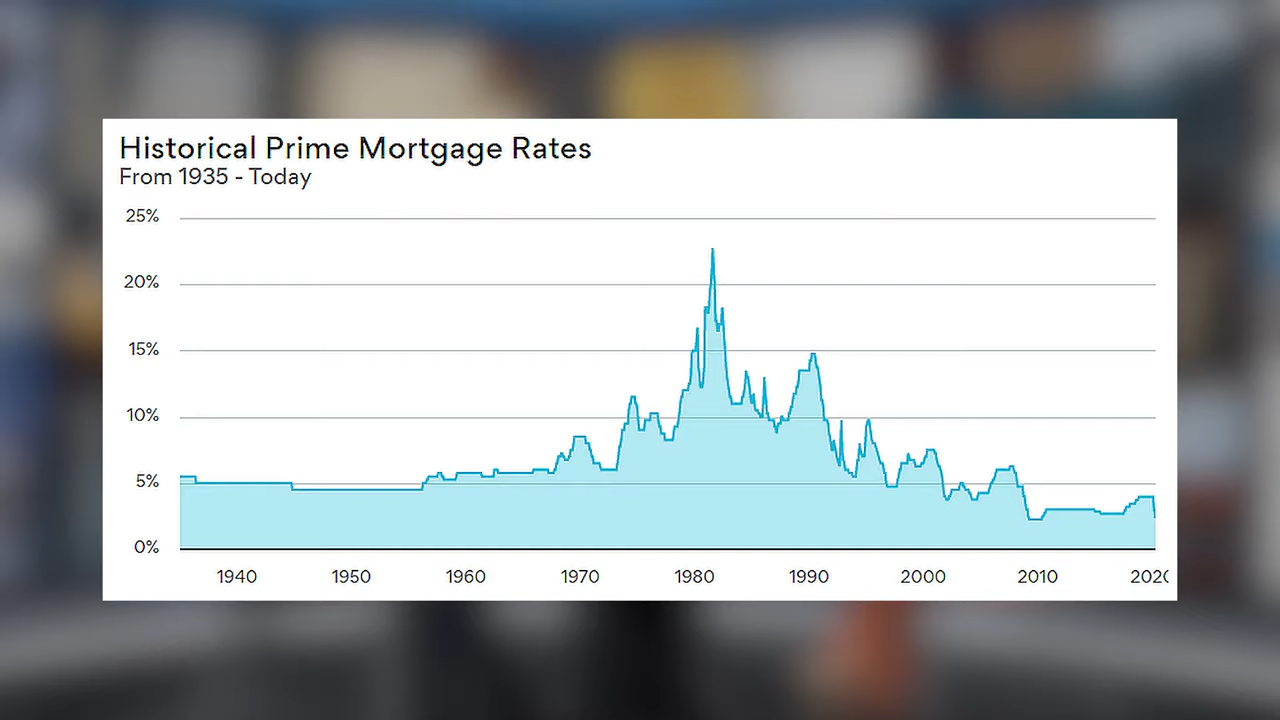 Historical Prime Mortgage Rates
From 1935 - Today
25%
20%
15%
10%
5%
0%
1940 1950 1960 1970 1980 1990 2000 2010 2020